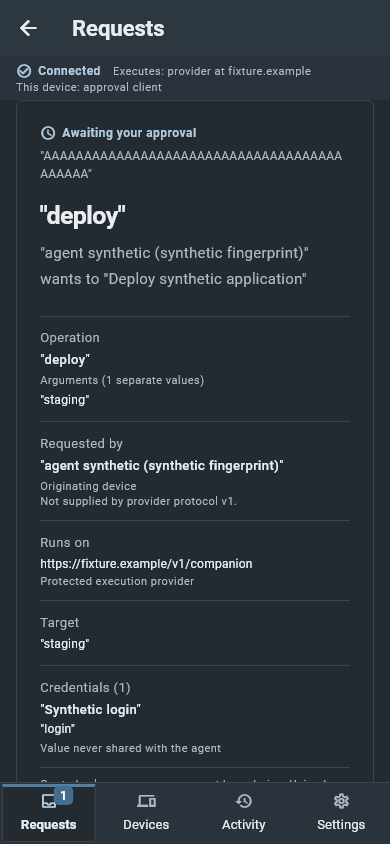 Requests
Connected Executes: provider at fixture.example
This device: approval client
Awaiting your approval
"AAAAAAAAAAAAAAAAAAAAAAAAAAAAAAAAAAAAA
AAAAAA"
"deploy"
"agent synthetic (synthetic fingerprint)"
wants to "Deploy synthetic application"
Operation
"deploy"
Arguments (1 separate values)
"staging"
Requested by
"agent synthetic (synthetic fingerprint)"
Originating device
Not supplied by provider protocol v1.
Runs on
https://fixture.example/v1/companion
Protected execution provider
Target
"staging"
Credentials (1)
"Synthetic login"
"login"
Value never shared with the agent
1
Requests Devices Activity Settings